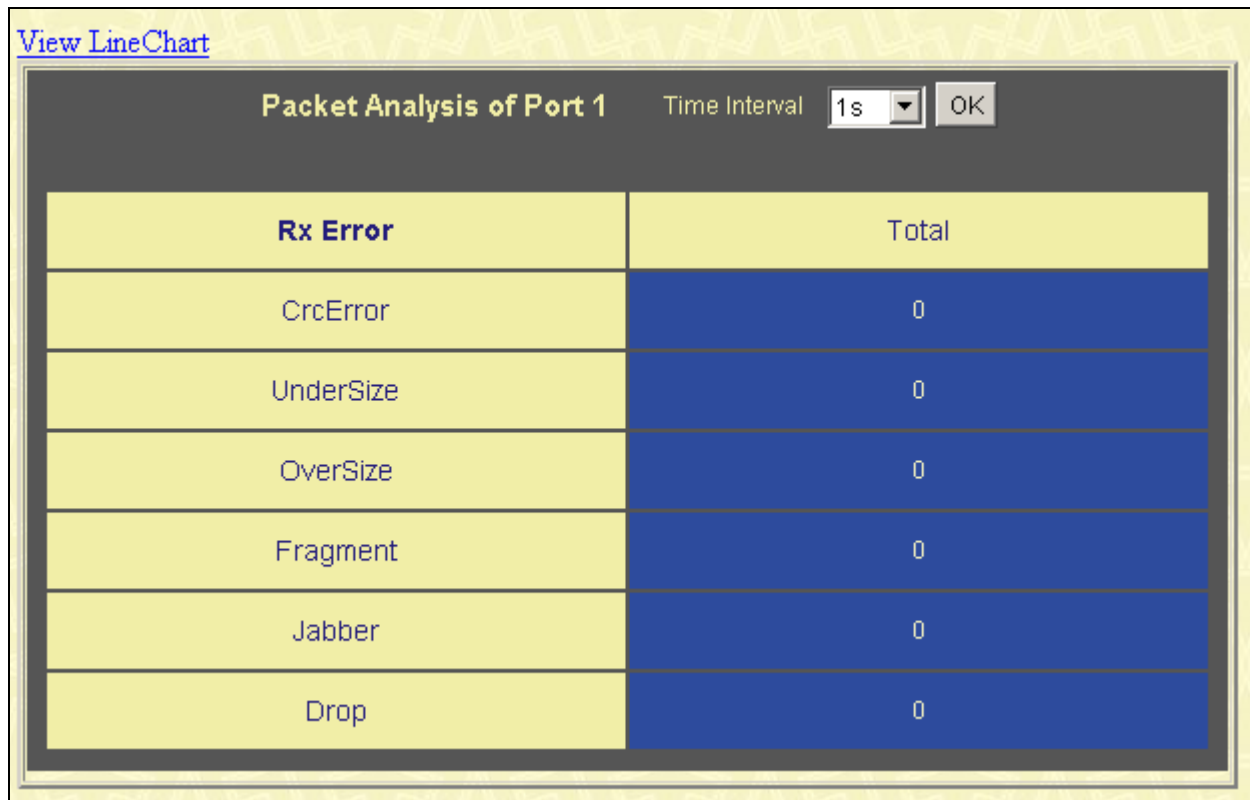 View LineChart
Packet Analysis of Port 1 Time Interval 1s OK
Rx Error Total
CrcError 0
UnderSize 0
OverSize 0
Fragment 0
Jabber 0
Drop 0